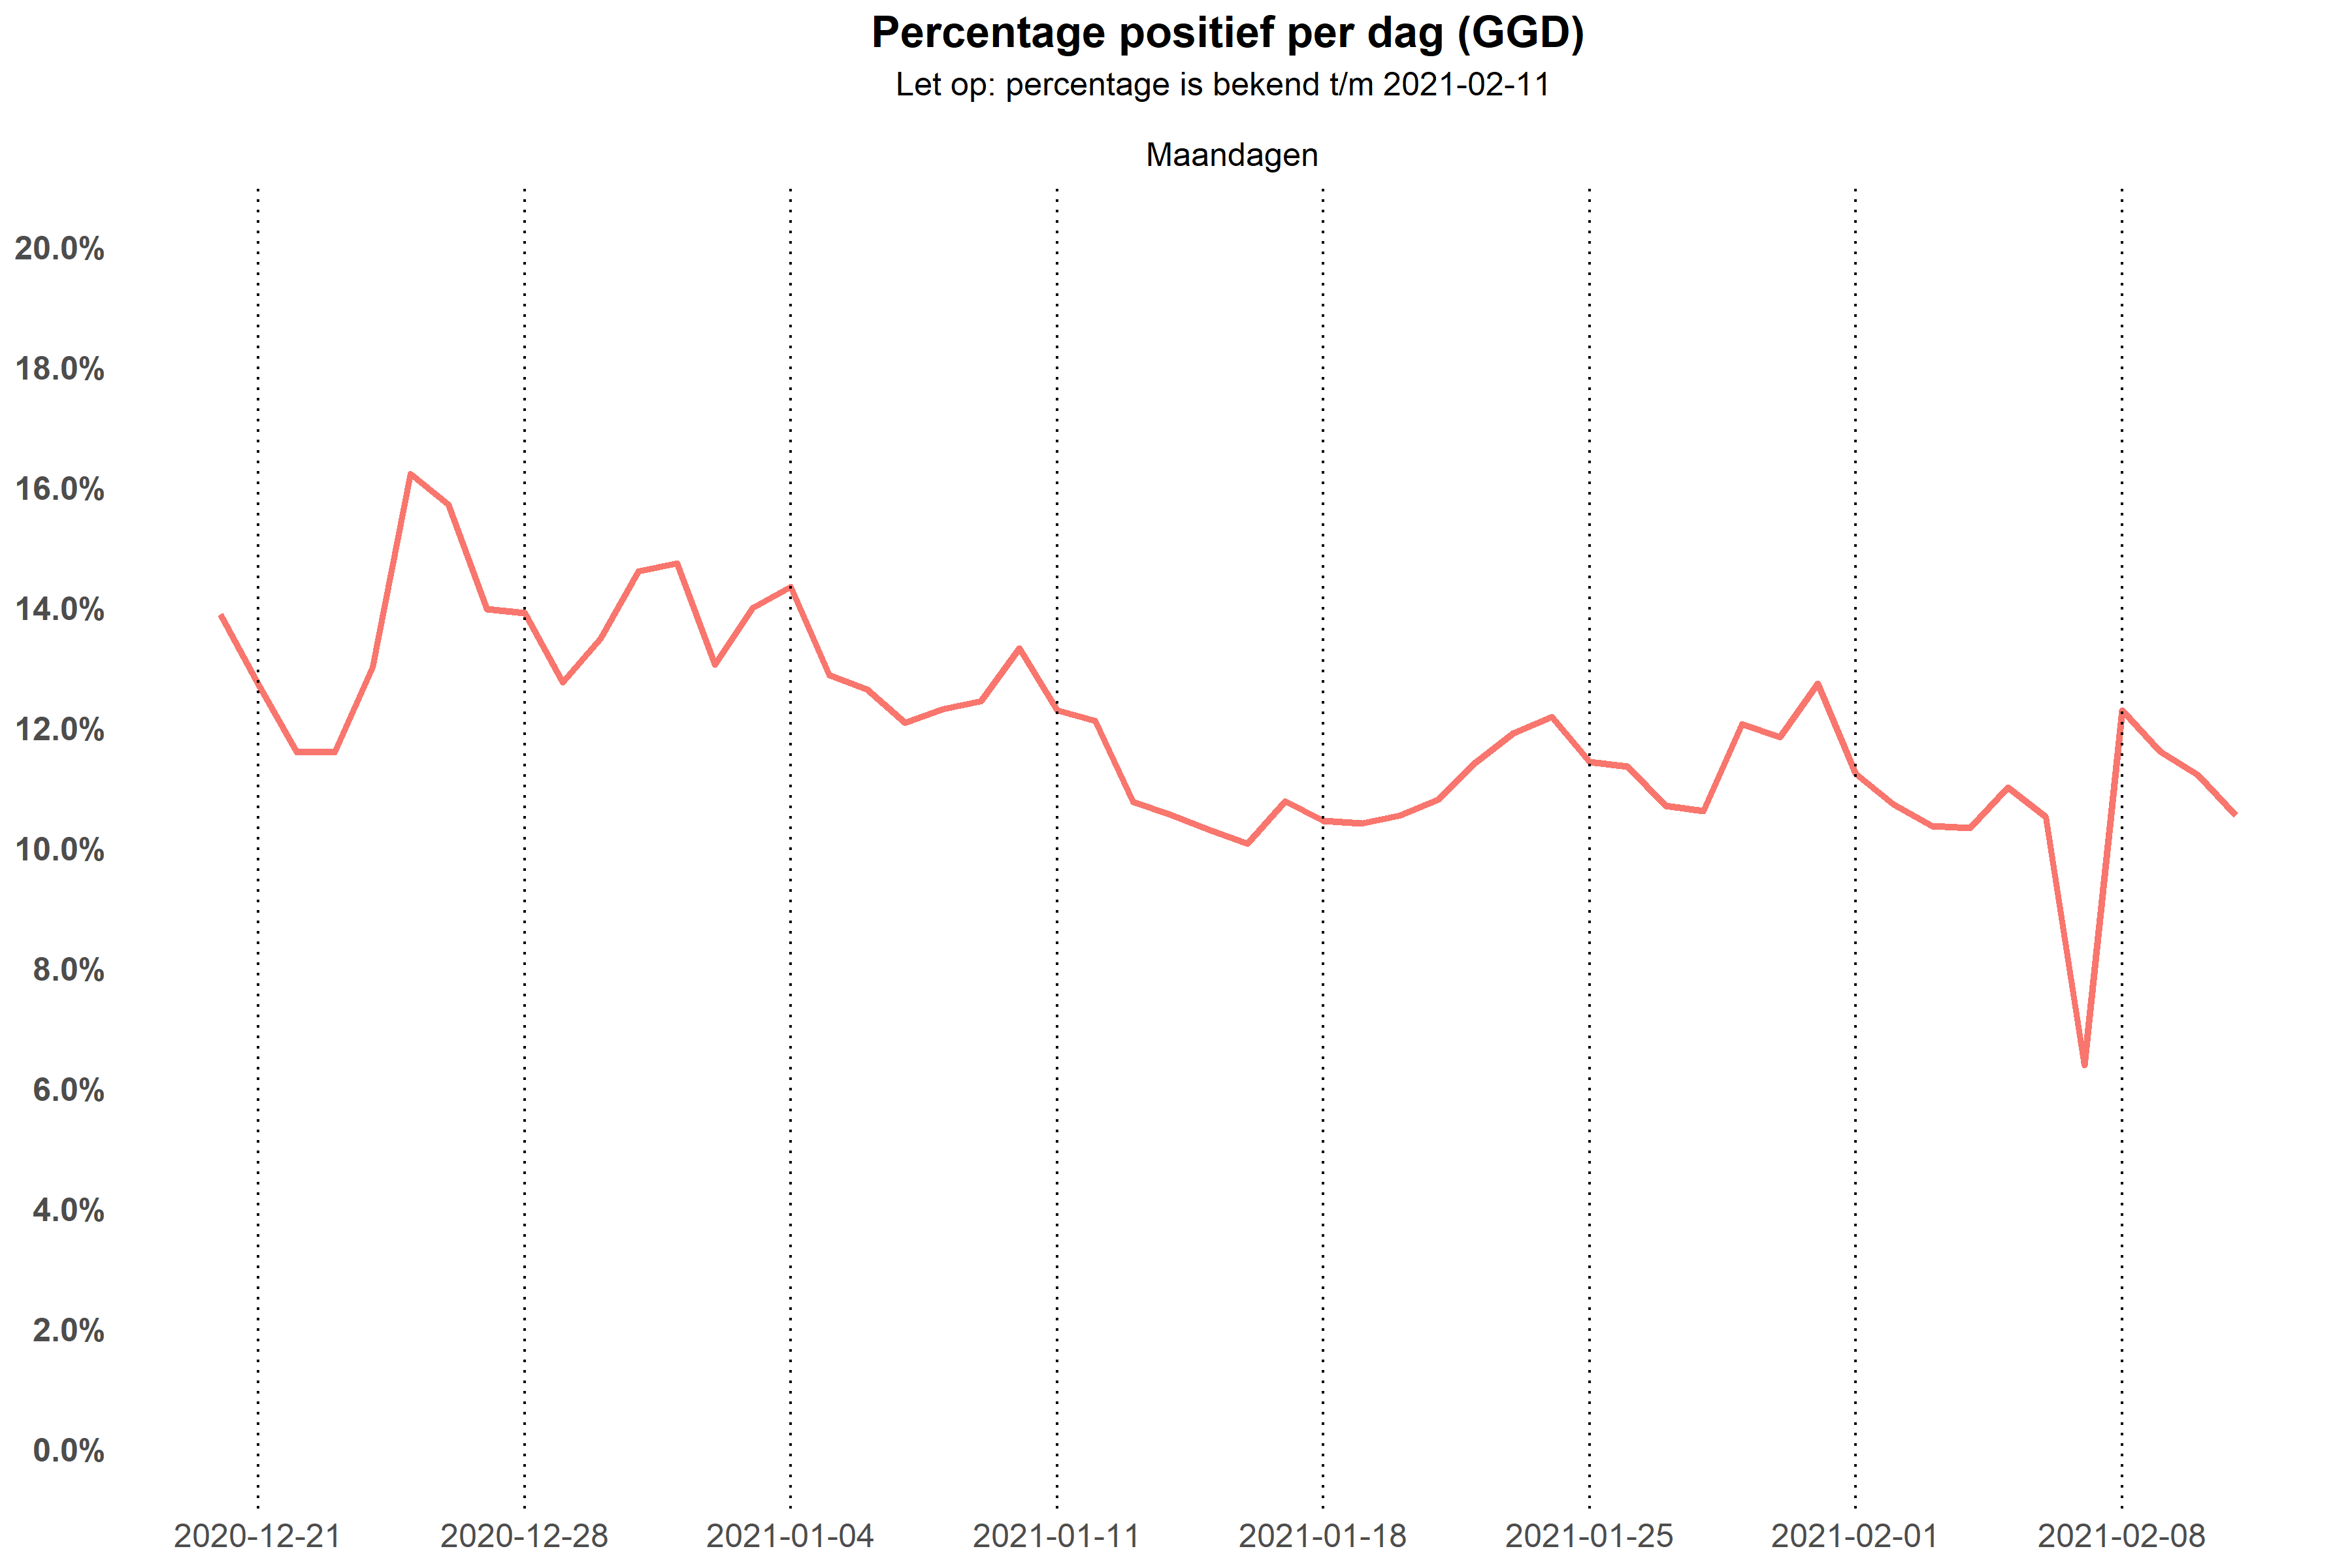 Percentage positief per dag (GGD)
Let op: percentage is bekend t/m 2021-02-11
Maandagen
20.0%
18.0%
16.0%
14.0%
12.0%
10.0%
8.0%
6.0%
4.0%
2.0%
0.0%
2020-12-21 2020-12-28 2021-01-04 2021-01-11 2021-01-18 2021-01-25 2021-02-01 2021-02-08